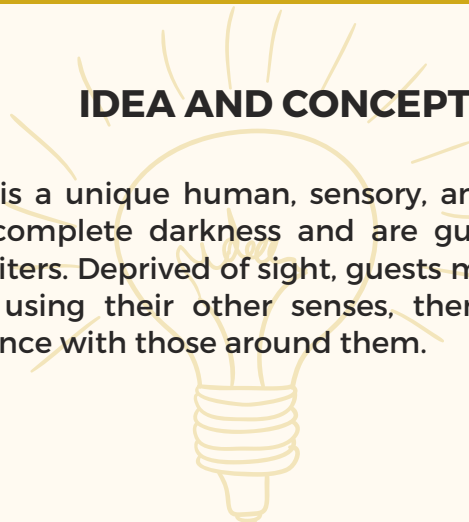 IDEA AND CONCEPT
is a unique human, sensory, an
complete darkness and are gu
iters. Deprived of sight, guests m
using their other senses, ther
nce with those around them.